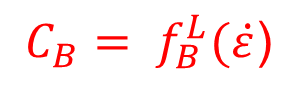 C_B = f_B^L(ε̇)